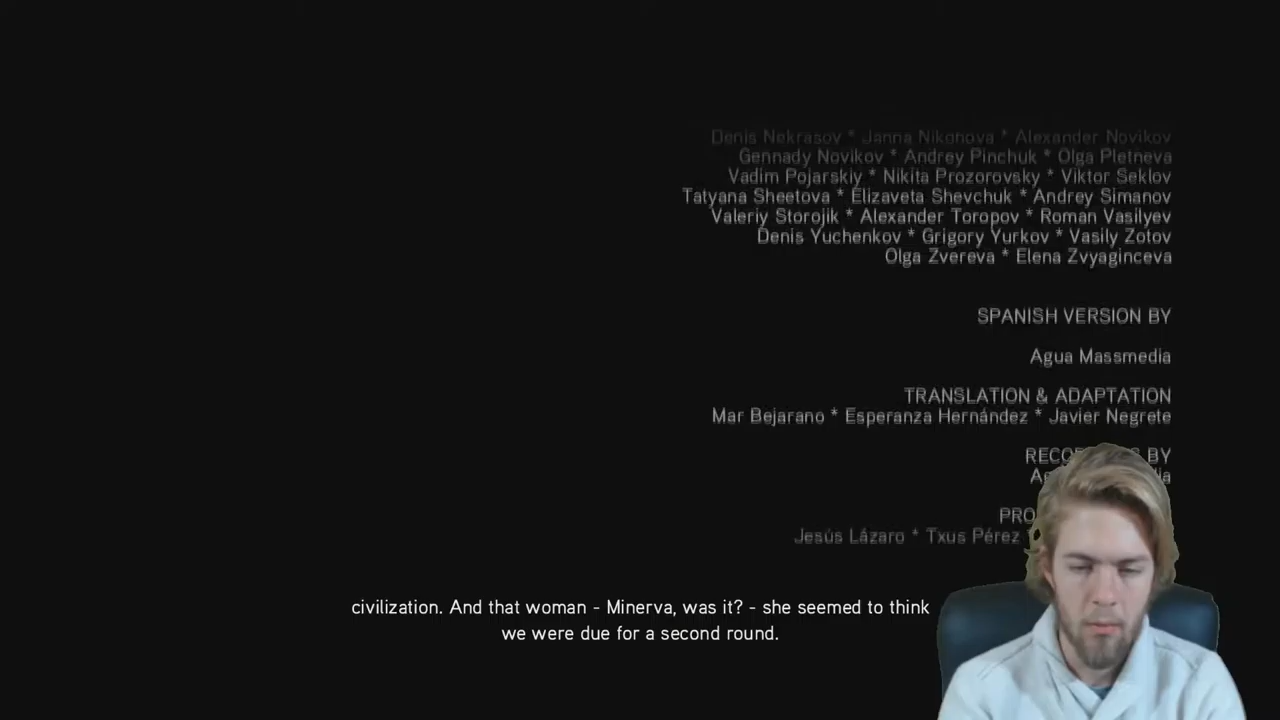 Denis Nekrasov * Janna Nikonova * Alexander Novikov
Gennady Novikov * Andrey Pinchuk * Olga Pletneva
Vadim Pojarskiy * Nikita Prozorovsky * Viktor Seklov
Tatyana Sheetova * Elizaveta Shevchuk * Andrey Simanov
Valeriy Storojik * Alexander Toropov * Roman Vasilyev
Denis Yuchenkov * Grigory Yurkov * Vasily Zotov
Olga Zvereva * Elena Zvyaginceva
SPANISH VERSION BY
Agua Massmedia
TRANSLATION & ADAPTATION
Mar Bejarano * Esperanza Hernández * Javier Negrete
BY
Jesús Lázaro * Txus Pérez
civilization. And that woman - Minerva, was it? - she seemed to think
we were due for a second round.